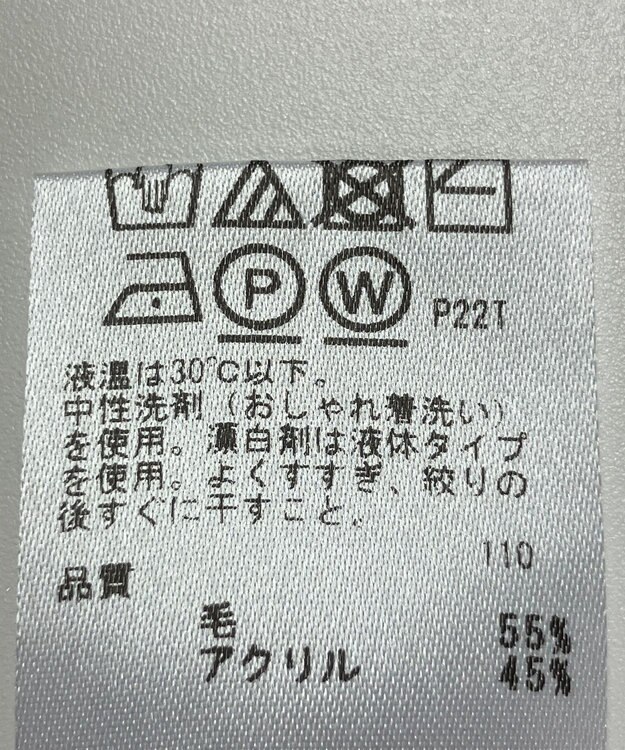 P W P22T
液温は30°C以下。
中性洗剤(おしゃれ着洗い)
を使用。漂白剤は液体タイプ
を使用。よくすすぎ、絞りの
後すぐに干すこと。
110
品質
毛 55%
アクリル 45%